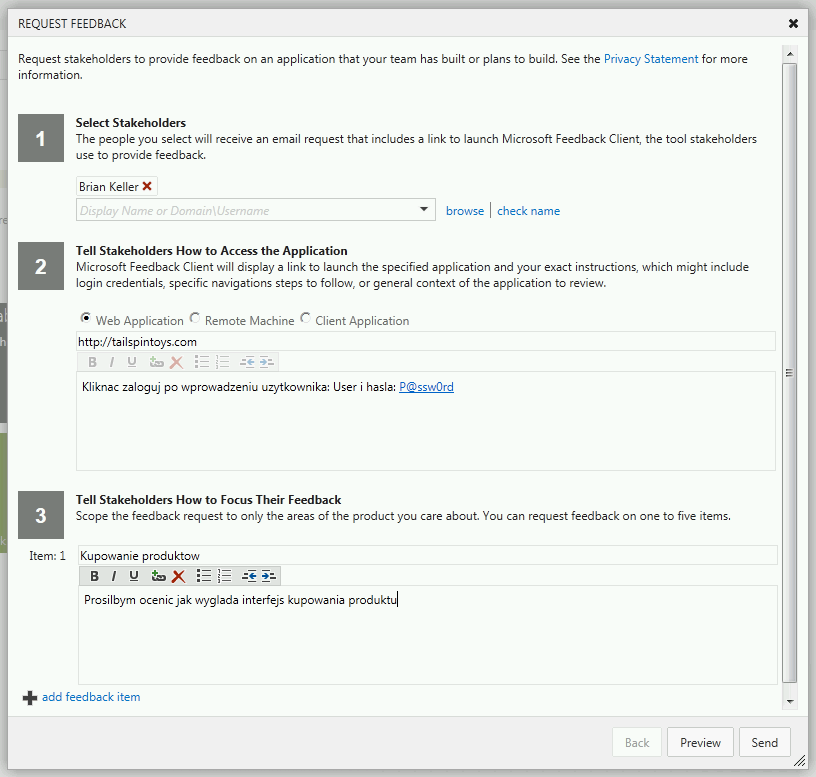 REQUEST FEEDBACK
Request stakeholders to provide feedback on an application that your team has built or plans to build. See the Privacy Statement for more
information.
1
Select Stakeholders
The people you select will receive an email request that includes a link to launch Microsoft Feedback Client, the tool stakeholders
use to provide feedback.
Brian Keller
Display Name or Domain\Username
browse | check name
2
Tell Stakeholders How to Access the Application
Microsoft Feedback Client will display a link to launch the specified application and your exact instructions, which might include
login credentials, specific navigations steps to follow, or general context of the application to review.
Web Application Remote Machine Client Application
http://tailspintoys.com
B I U
Kliknac zaloguj po wprowadzeniu uzytkownika: User i hasla: P@ssw0rd
3
Tell Stakeholders How to Focus Their Feedback
Scope the feedback request to only the areas of the product you care about. You can request feedback on one to five items.
Item: 1 Kupowanie produktow
B I U
Prosilbym ocenic jak wyglada interfejs kupowania produktu
add feedback item
Back Preview Send